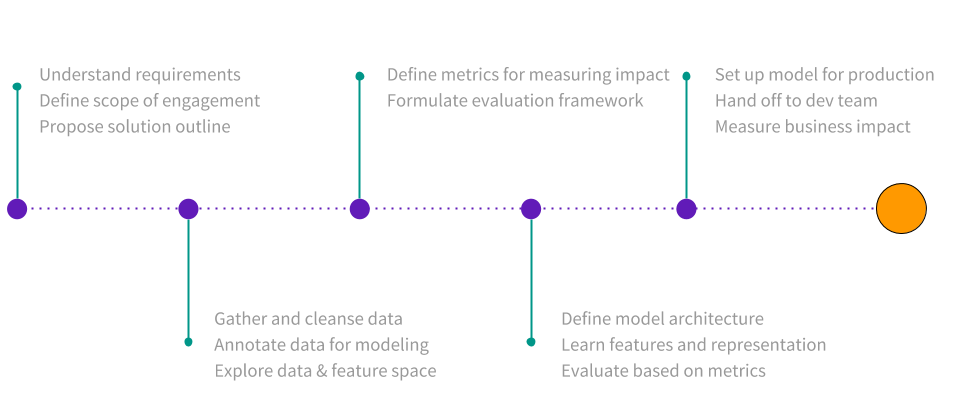 Understand requirements
Define scope of engagement
Propose solution outline
Gather and cleanse data
Annotate data for modeling
Explore data & feature space
Define metrics for measuring impact
Formulate evaluation framework
Define model architecture
Learn features and representation
Evaluate based on metrics
Set up model for production
Hand off to dev team
Measure business impact